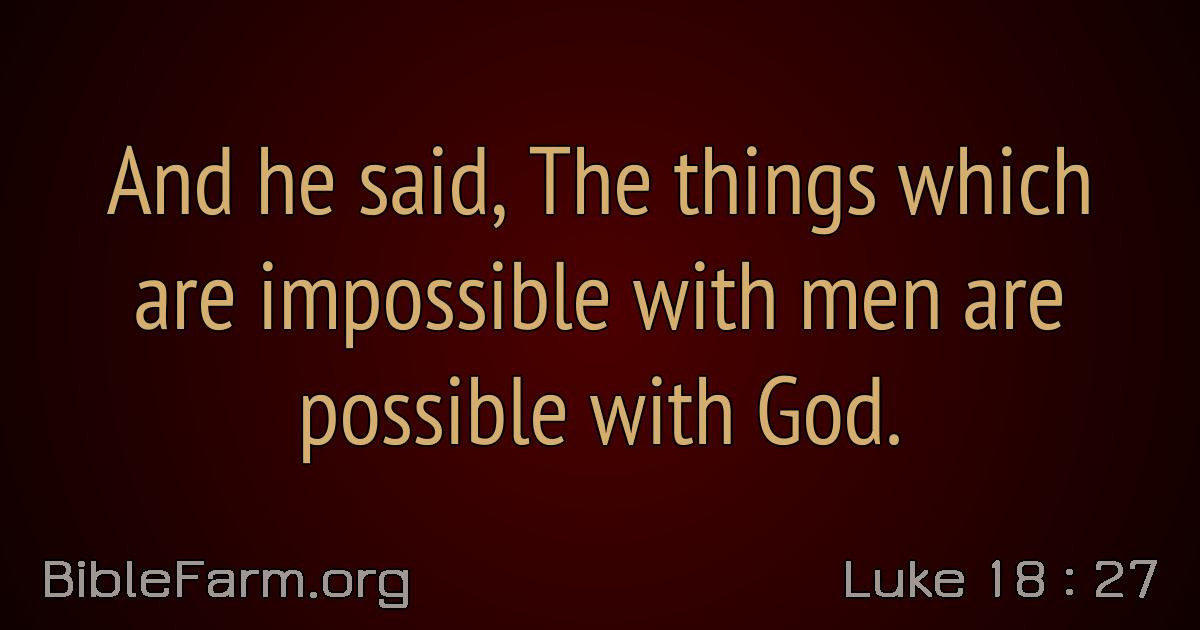 And he said, The things which
are impossible with men are
possible with God.
BibleFarm.org
Luke 18 : 27